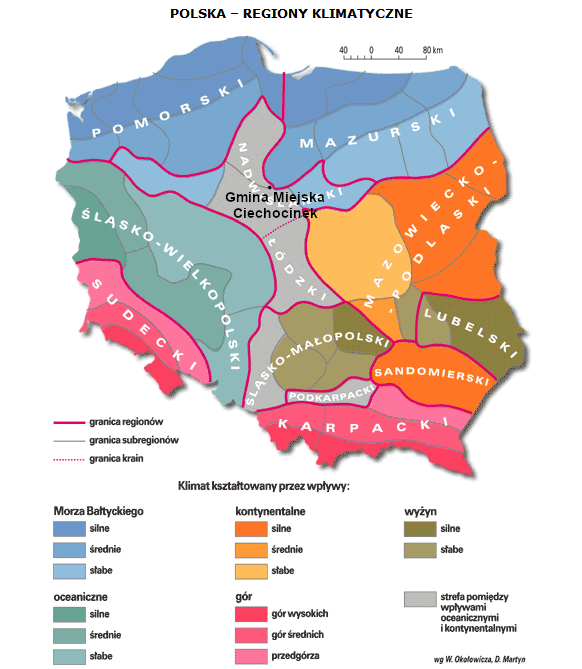 POLSKA – REGIONY KLIMATYCZNE
40 0 40 80 km
POMORSKI
MAZURSKI
NADWIŚLAŃSKI
Gmina Miejska
Ciechocinek
MAZOWIECKO-
-PODLASKI
ŚLĄSKO-WIELKOPOLSKI
ŁÓDZKI
SUDECKI
LUBELSKI
ŚLĄSKO-MAŁOPOLSKI
SANDOMIERSKI
PODKARPACKI
KARPACKI
granica regionów
granica subregionów
granica krain
Klimat kształtowany przez wpływy:
Morza Bałtyckiego
silne
średnie
słabe
oceaniczne
silne
średnie
słabe
kontynentalne
silne
średnie
słabe
gór
gór wysokich
gór średnich
przedgórza
wyżyn
silne
słabe
strefa pomiędzy
wpływami
oceanicznymi
i kontynentalnymi
wg W. Okołowicza, D. Martyn